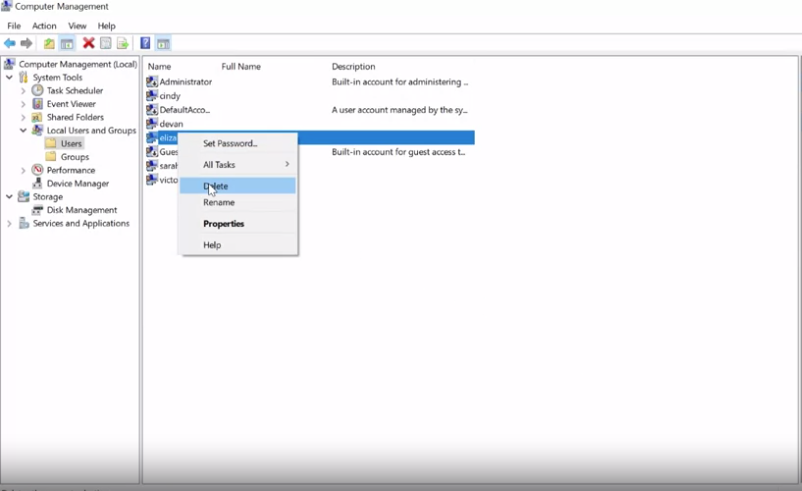 Computer Management
File Action View Help
Computer Management (Local)
System Tools
Task Scheduler
Event Viewer
Shared Folders
Local Users and Groups
Users
Groups
Performance
Device Manager
Storage
Disk Management
Services and Applications
Name Full Name Description
Administrator Built-in account for administering ...
cindy
DefaultAcco... A user account managed by the sy...
devan
Built-in account for guest access t...
Set Password...
All Tasks
Delete
Rename
Properties
Help